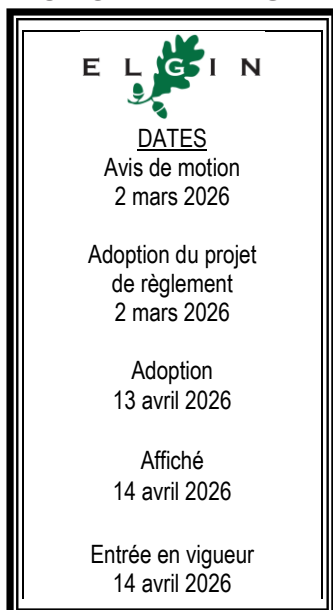 ELGIN
DATES
Avis de motion
2 mars 2026
Adoption du projet
de règlement
2 mars 2026
Adoption
13 avril 2026
Affiché
14 avril 2026
Entrée en vigueur
14 avril 2026